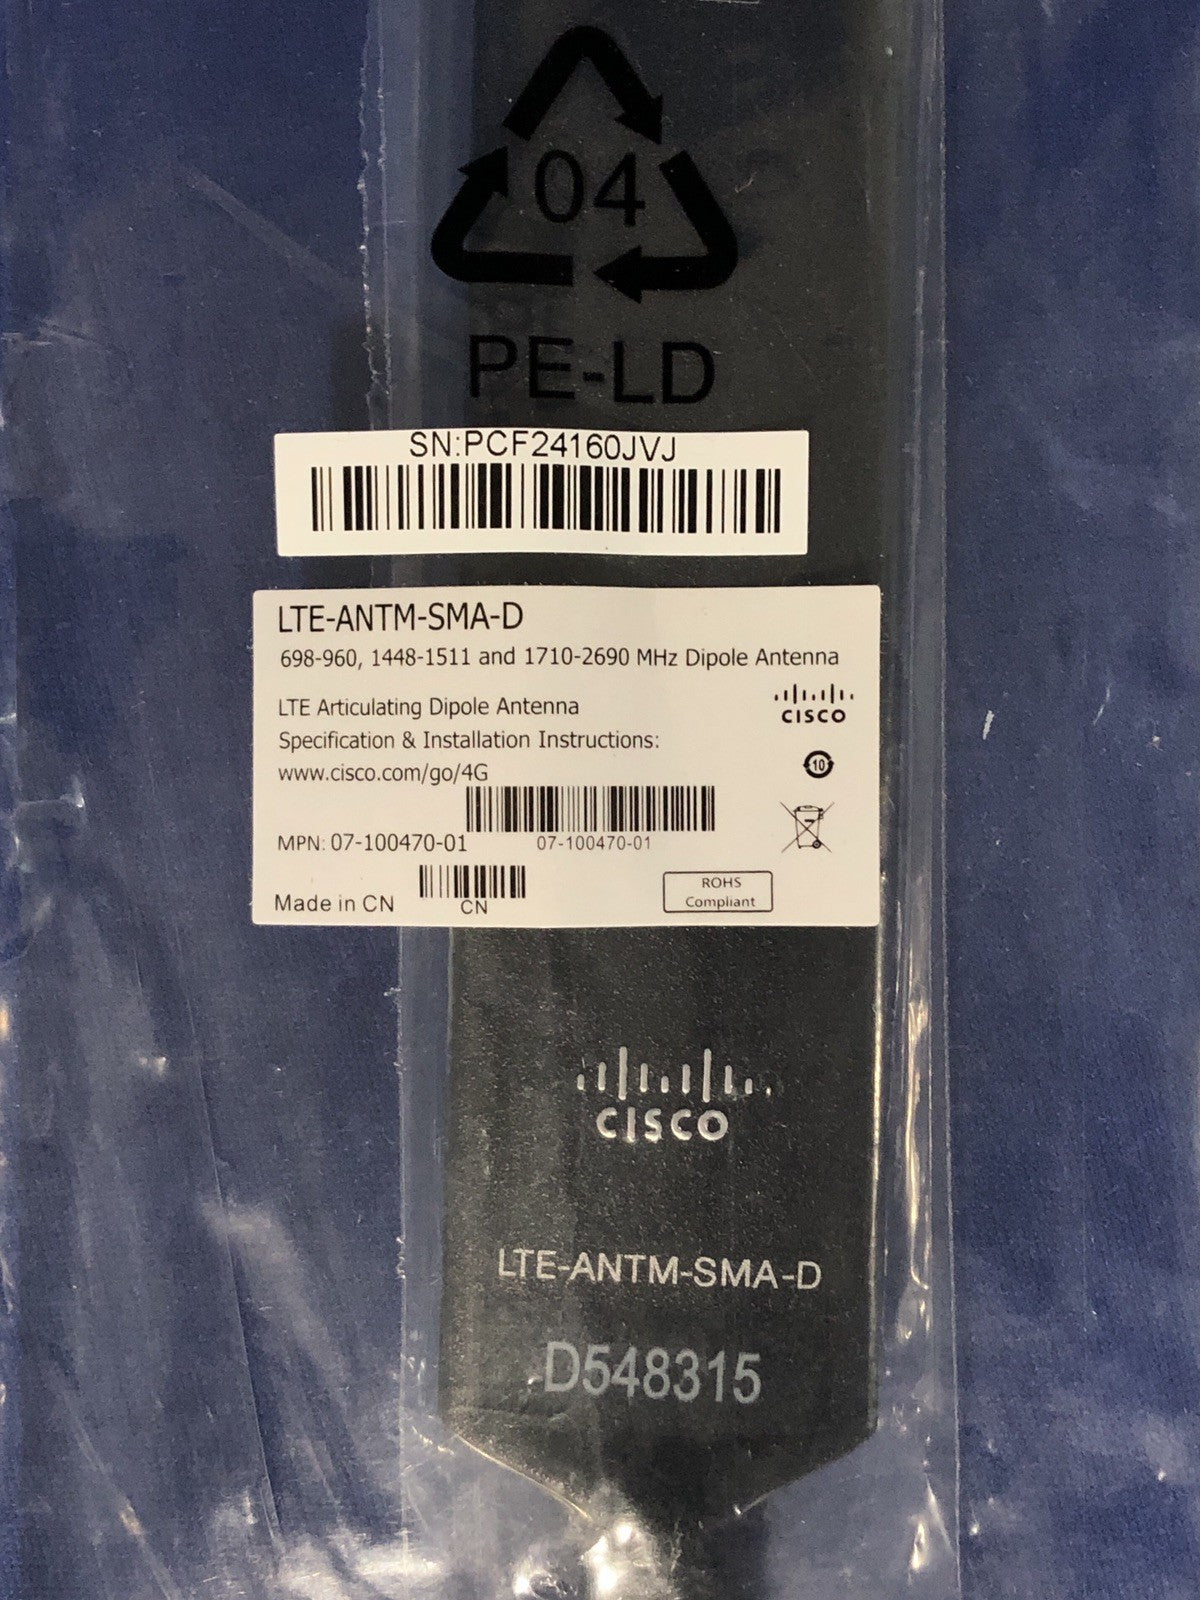 04
PE-LD
SN:PCF24160JVJ
LTE-ANTM-SMA-D
698-960, 1448-1511 and 1710-2690 MHz Dipole Antenna
LTE Articulating Dipole Antenna
CISCO
Specification & Installation Instructions:
www.cisco.com/go/4G
10
MPN: 07-100470-01
07-100470-01
Made in CN
CN
ROHS
Compliant
CISCO
LTE-ANTM-SMA-D
D548315